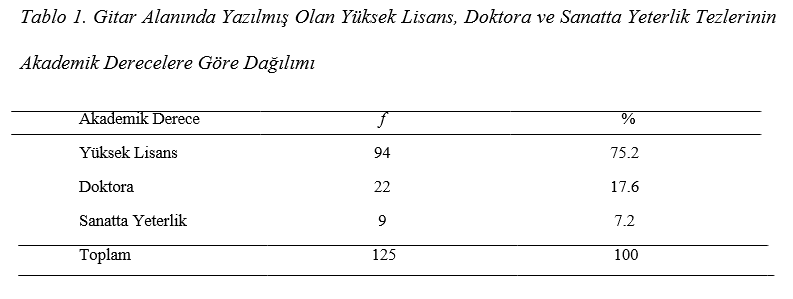 Tablo 1. Gitar Alanında Yazılmış Olan Yüksek Lisans, Doktora ve Sanatta Yeterlik Tezlerinin
Akademik Derecelere Göre Dağılımı
Akademik Derece f %
Yüksek Lisans 94 75.2
Doktora 22 17.6
Sanatta Yeterlik 9 7.2
Toplam 125 100